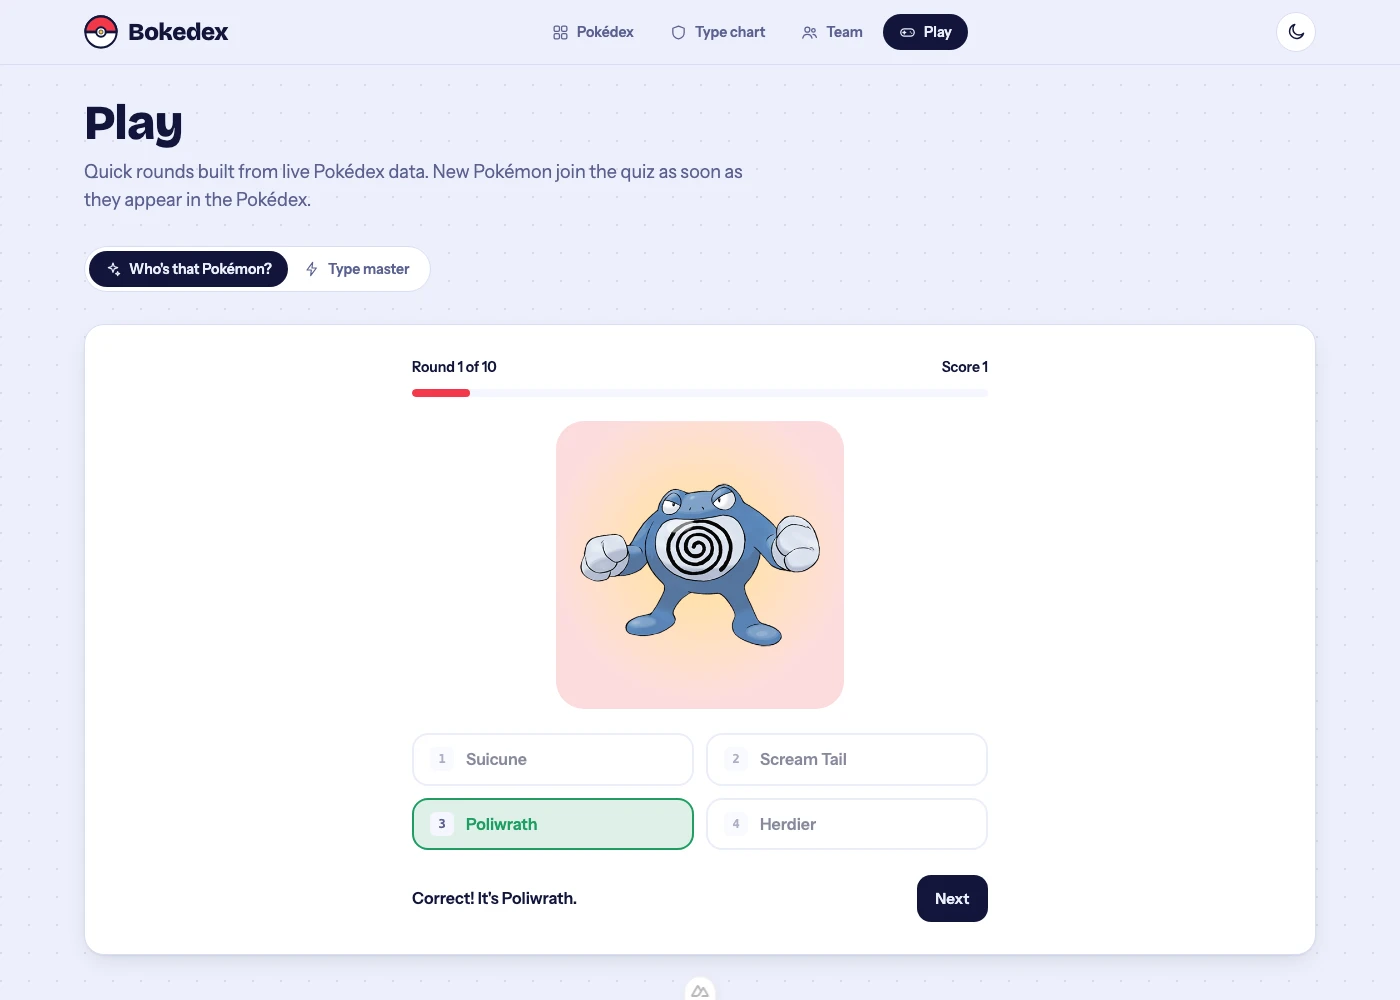 Bokedex
Pokédex
Type chart
Team
Play
Play
Quick rounds built from live Pokédex data. New Pokémon join the quiz as soon as
they appear in the Pokédex.
Who's that Pokémon?
Type master
Round 1 of 10
Score 1
1 Suicune
2 Scream Tail
3 Poliwrath
4 Herdier
Correct! It's Poliwrath.
Next